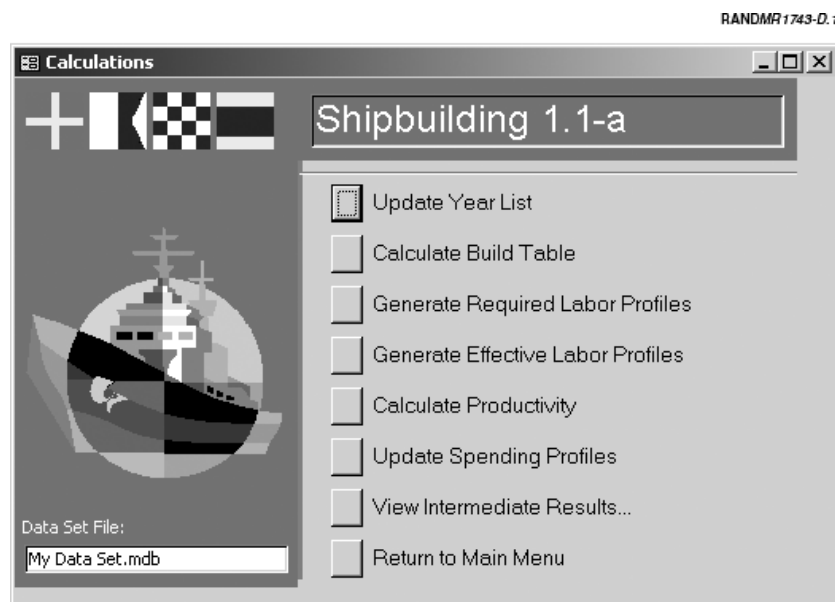 RANDMR1743-D.1
Calculations
Shipbuilding 1.1-a
Update Year List
Calculate Build Table
Generate Required Labor Profiles
Generate Effective Labor Profiles
Calculate Productivity
Update Spending Profiles
View Intermediate Results...
Return to Main Menu
Data Set File:
My Data Set.mdb